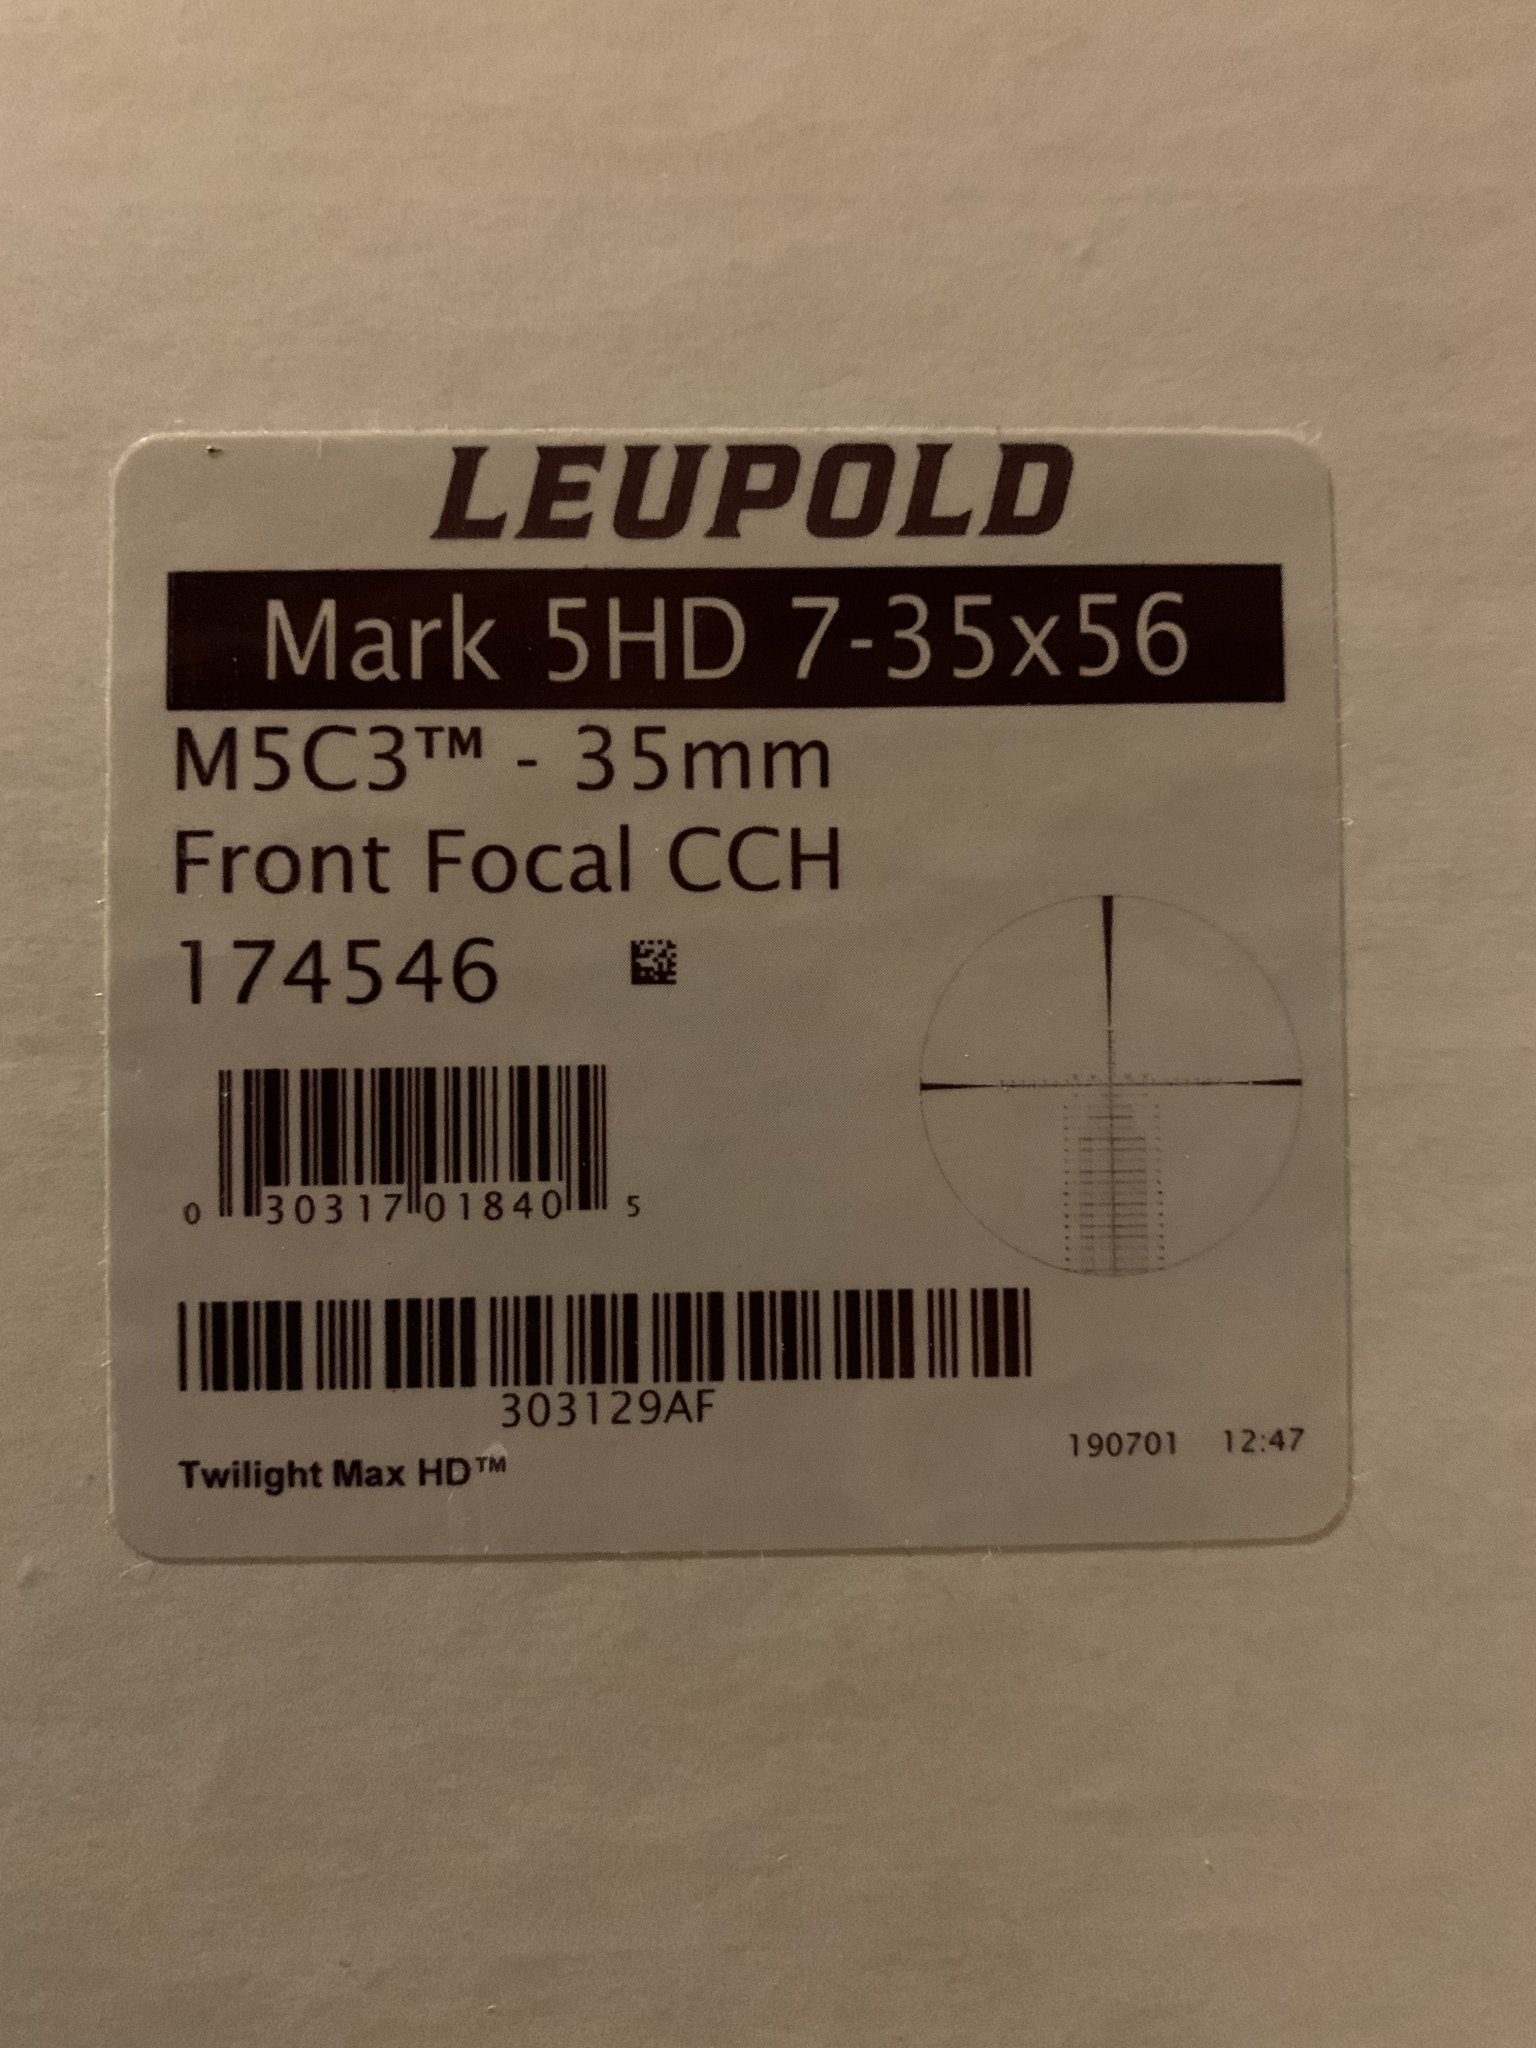 LEUPOLD
Mark 5HD 7-35x56
M5C3™ - 35mm
Front Focal CCH
174546
0 30317 01840 5
303129AF
190701 12:47
Twilight Max HD™